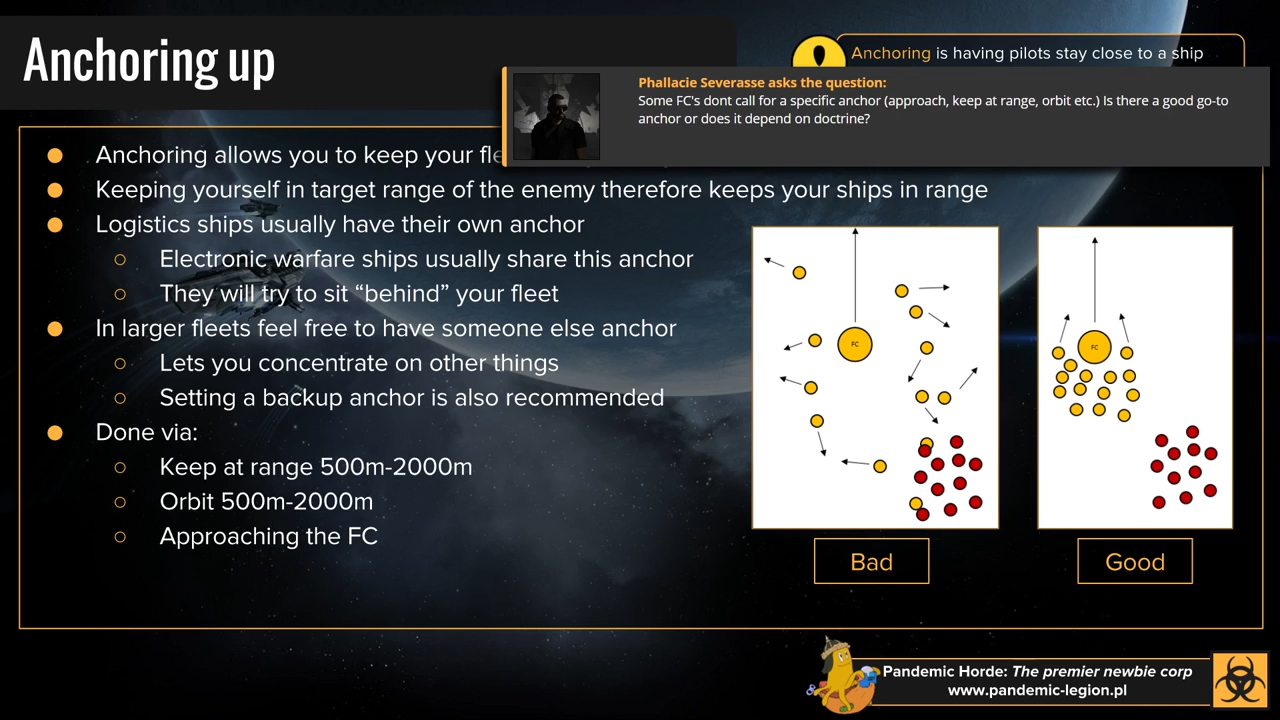 Anchoring up
Anchoring is having pilots stay close to a ship
Phallacie Severasse asks the question:
Some FC's dont call for a specific anchor (approach, keep at range, orbit etc.) Is there a good go-to
anchor or does it depend on doctrine?
Anchoring allows you to keep your
Keeping yourself in target range of the enemy therefore keeps your ships in range
Logistics ships usually have their own anchor
Electronic warfare ships usually share this anchor
They will try to sit “behind” your fleet
In larger fleets feel free to have someone else anchor
Lets you concentrate on other things
Setting a backup anchor is also recommended
Done via:
Keep at range 500m-2000m
Orbit 500m-2000m
Approaching the FC
FC
FC
Bad
Good
Pandemic Horde: The premier newbie corp
www.pandemic-legion.pl